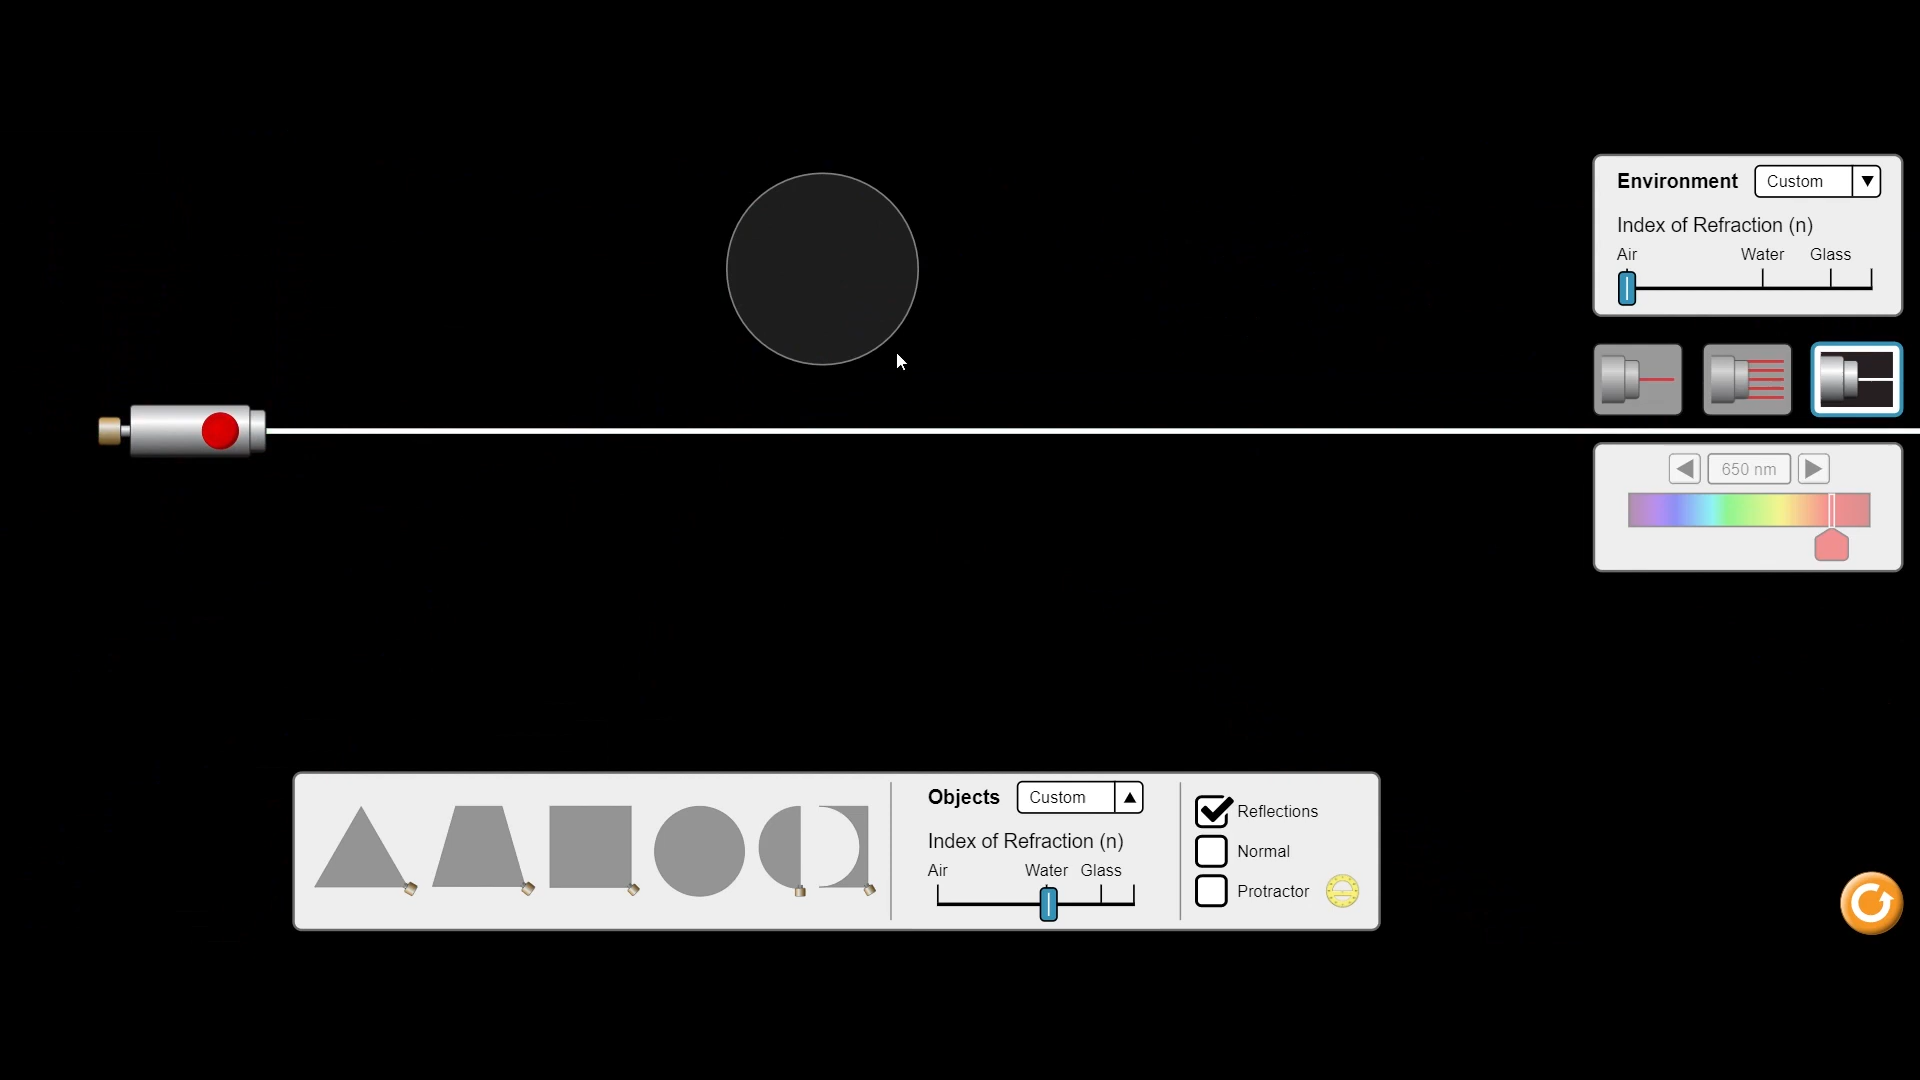 Environment Custom
Index of Refraction (n)
Air Water Glass
650 nm
Objects Custom
Index of Refraction (n)
Air Water Glass
Reflections
Normal
Protractor